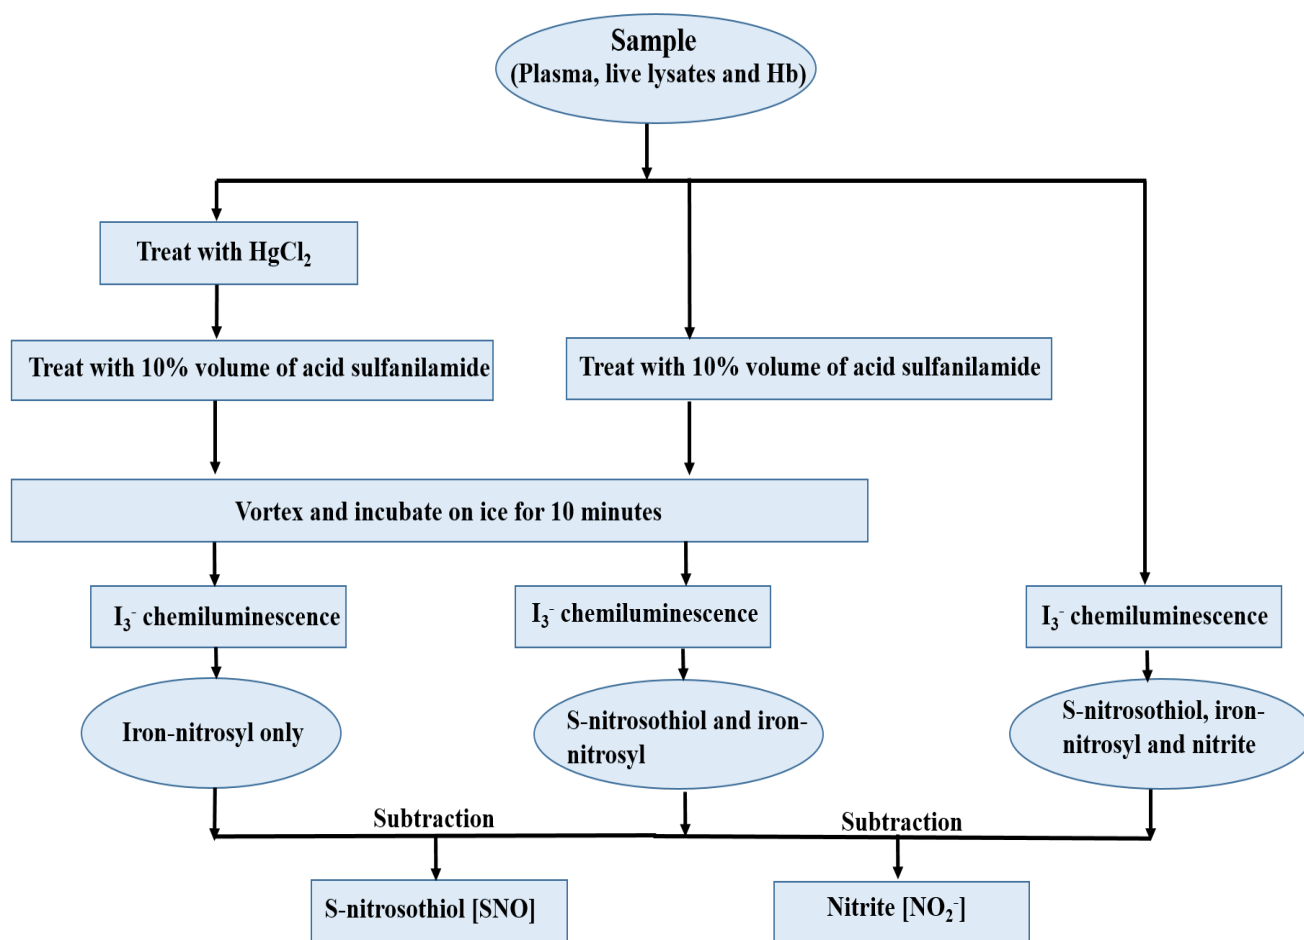 Sample
(Plasma, live lysates and Hb)
Treat with HgCl₂
Treat with 10% volume of acid sulfanilamide
Treat with 10% volume of acid sulfanilamide
Vortex and incubate on ice for 10 minutes
I₃⁻ chemiluminescence
I₃⁻ chemiluminescence
I₃⁻ chemiluminescence
Iron-nitrosyl only
S-nitrosothiol and iron-
nitrosyl
S-nitrosothiol, iron-
nitrosyl and nitrite
Subtraction
Subtraction
S-nitrosothiol [SNO]
Nitrite [NO₂⁻]